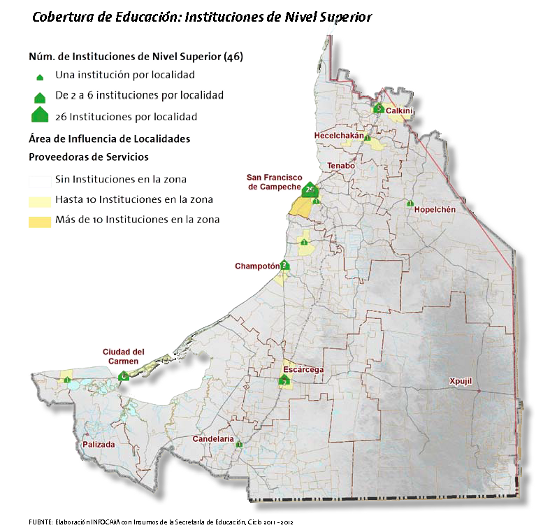 Cobertura de Educación: Instituciones de Nivel Superior
Núm. de Instituciones de Nivel Superior (46)
Una institución por localidad
De 2 a 6 instituciones por localidad
26 Instituciones por localidad
Área de Influencia de Localidades
Proveedoras de Servicios
Sin Instituciones en la zona
Hasta 10 Instituciones en la zona
Más de 10 Instituciones en la zona
Calkiní
Hecelchakán
Tenabo
San Francisco
de Campeche
26
Hopelchén
Champotón
Ciudad del
Carmen
Escárcega
Xpujil
Palizada
Candelaria
FUENTE: Elaboración INFOCAM con Insumos de la Secretaría de Educación, Ciclo 2011 -2012